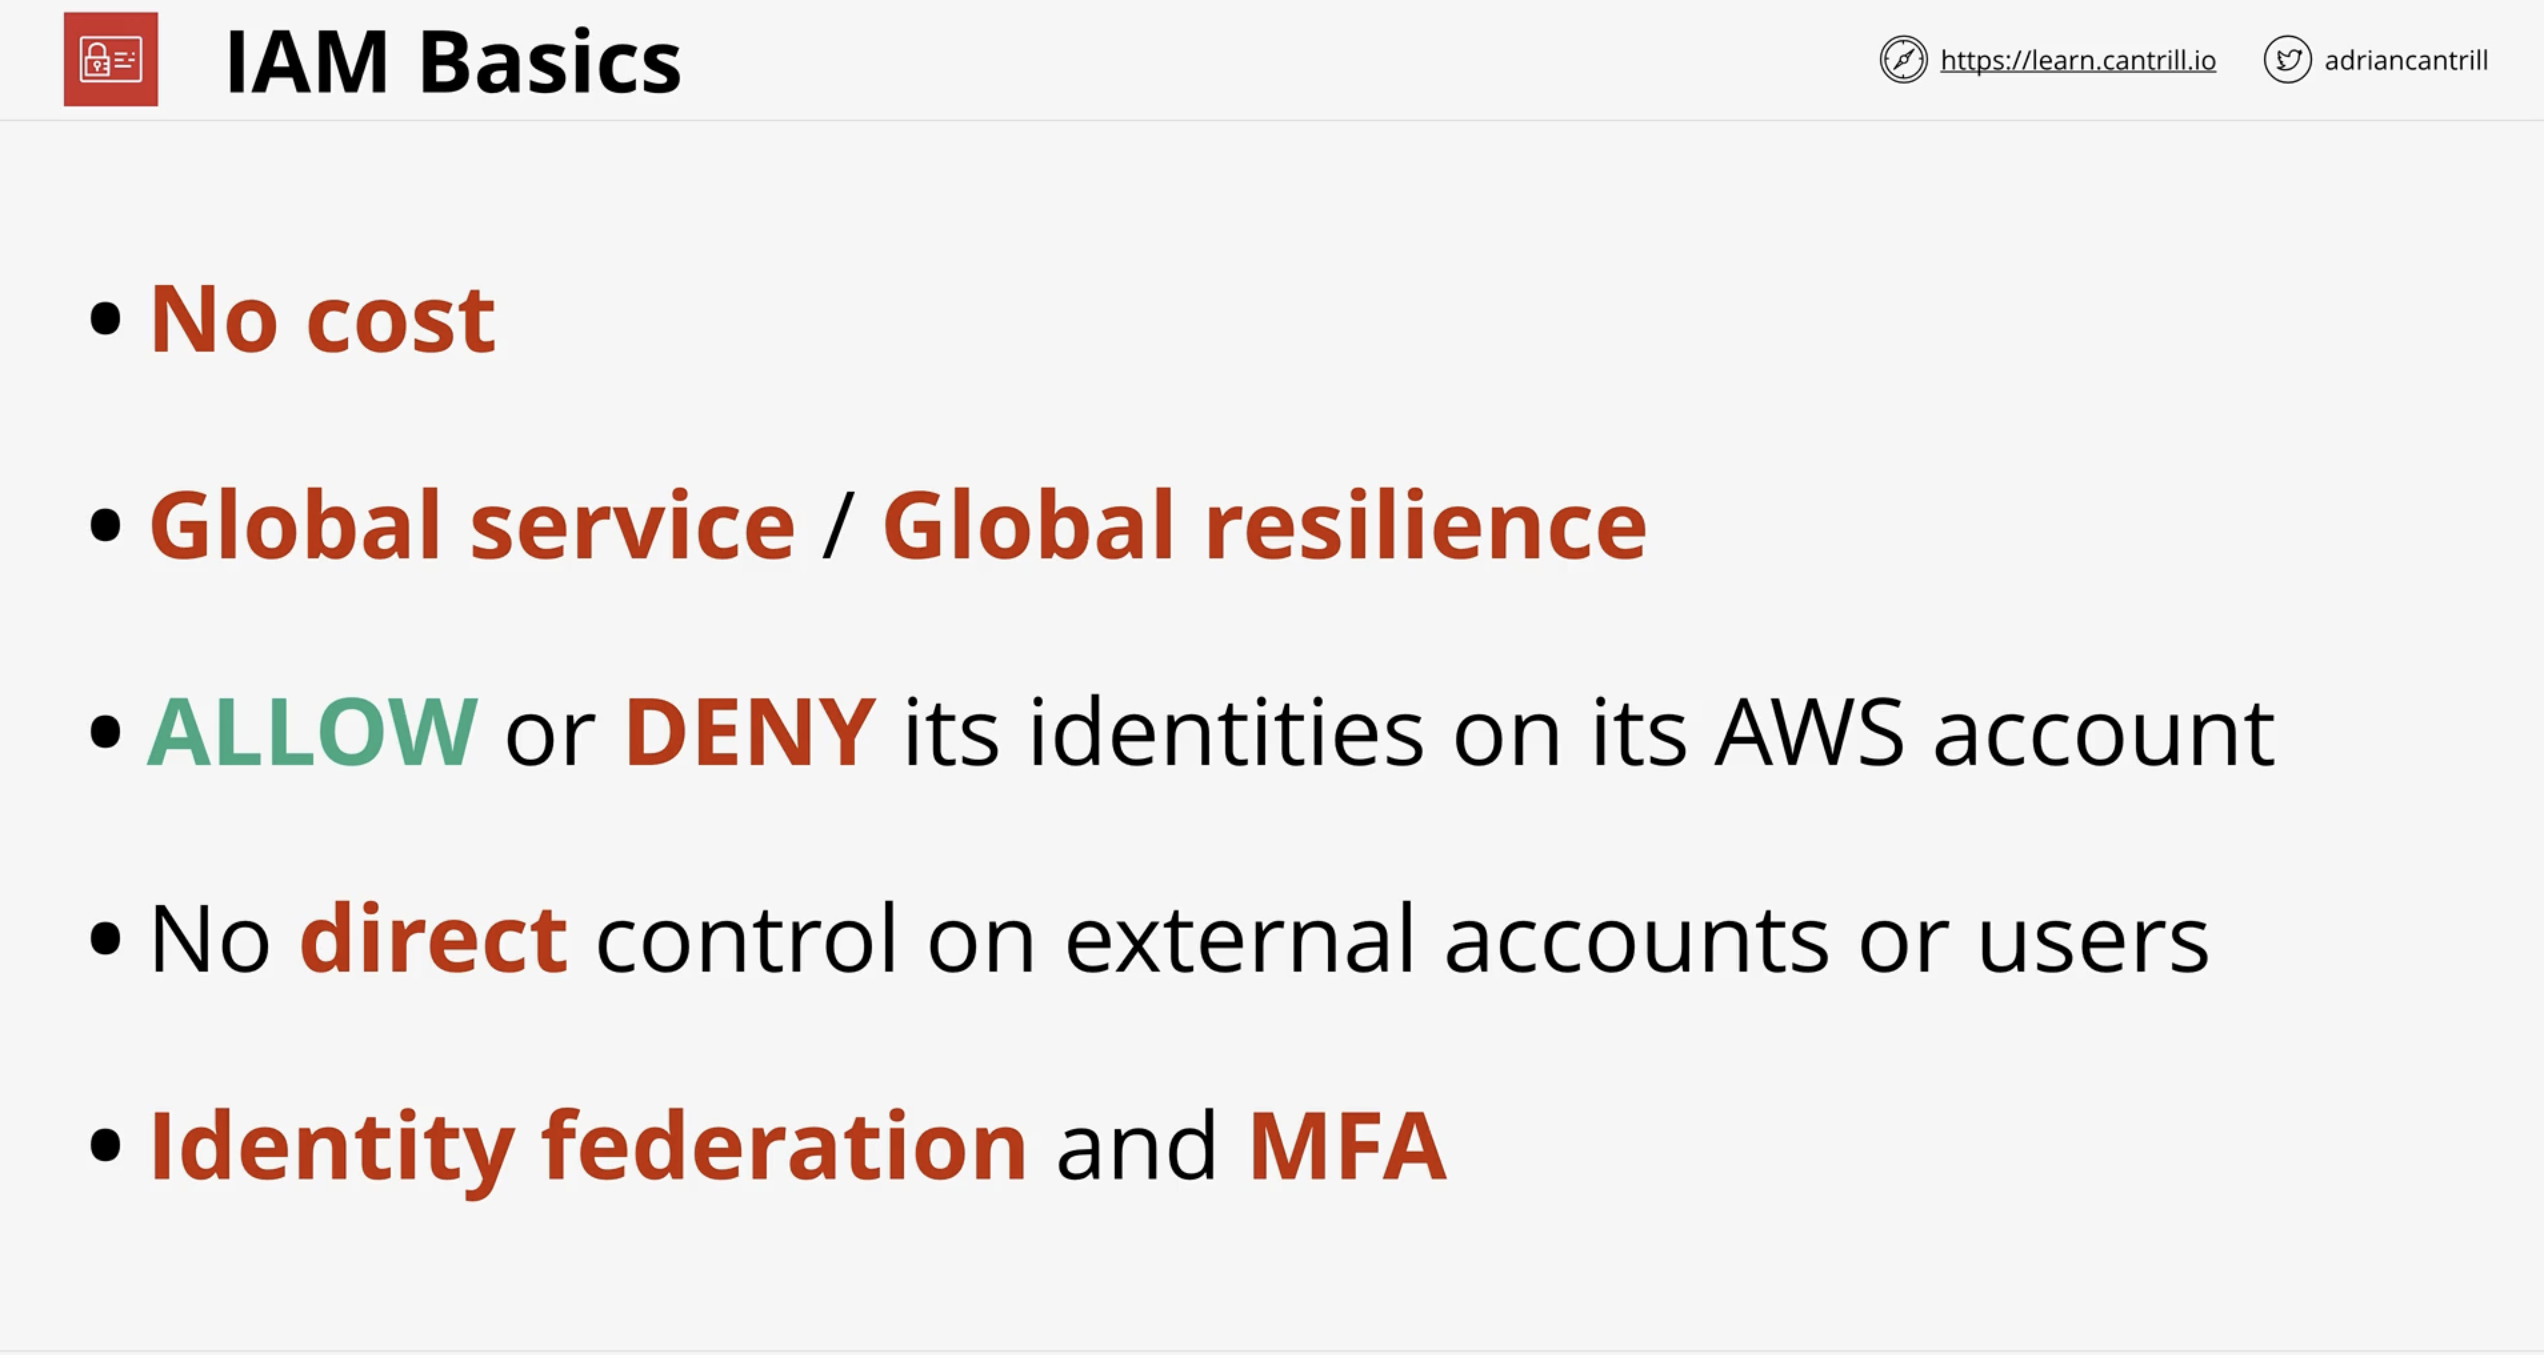 IAM Basics
https://learn.cantrill.io
adriancantrill
• No cost
• Global service / Global resilience
• ALLOW or DENY its identities on its AWS account
• No direct control on external accounts or users
• Identity federation and MFA